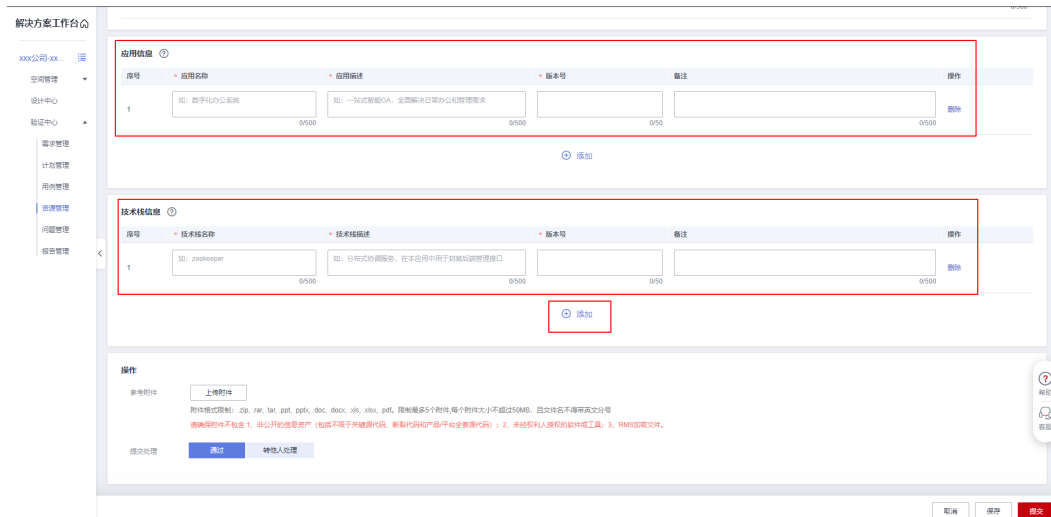 0/500
解决方案工作台
xxx公司-xx...
空间管理
设计中心
验证中心
需求管理
计划管理
用例管理
资源管理
问题管理
报告管理
应用信息
序号 * 应用名称 * 应用描述 * 版本号 备注 操作
1 如：数字化办公系统 如：一站式智能OA，全面解决日常办公和管理需求 删除
0/500 0/500 0/50 0/500
添加
技术栈信息
序号 * 技术栈名称 * 技术栈描述 * 版本号 备注 操作
1 如：zookeeper 如：分布式协调服务，在本应用中用于封装后端管理接口 删除
0/500 0/500 0/50 0/500
添加
操作
参考附件 上传附件
附件格式限制：.zip, .rar, .tar, .ppt, .pptx, .doc, .docx, .xls, .xlsx, .pdf。限制最多5个附件,每个附件大小不超过50MB，且文件名不得带英文分号
请确保附件不包含:1、非公开的信息资产（包括不限于关键源代码、新裂代码和产品/平台全套源代码）；2、未经权利人授权的软件或工具；3、RMS加密文件。
提交处理 通过 转他人处理
帮助
客服
取消 保存 提交